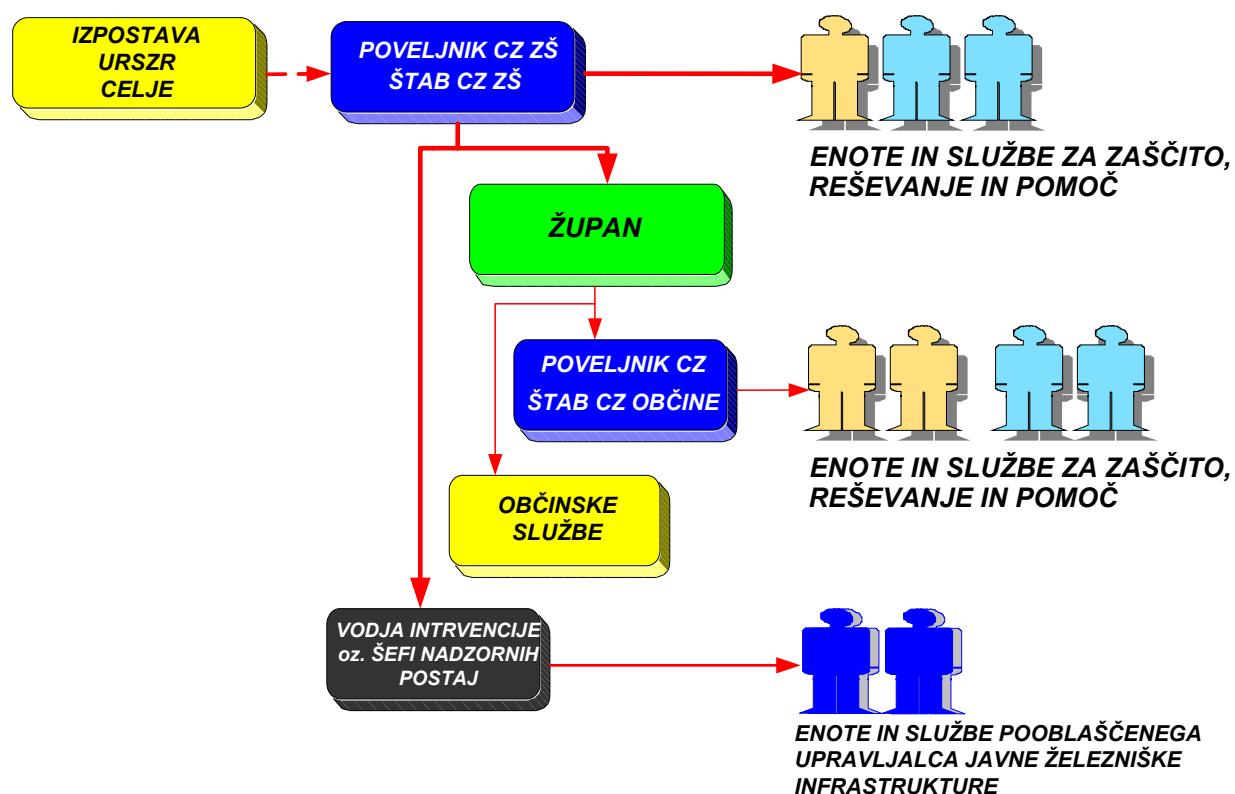 IZPOSTAVA
URSZR
CELJE
POVELJNIK CZ ZŠ
ŠTAB CZ ZŠ
ENOTE IN SLUŽBE ZA ZAŠČITO,
REŠEVANJE IN POMOČ
ŽUPAN
POVELJNIK CZ
ŠTAB CZ OBČINE
ENOTE IN SLUŽBE ZA ZAŠČITO,
REŠEVANJE IN POMOČ
OBČINSKE
SLUŽBE
VODJA INTRVENCIJE
oz. ŠEFI NADZORNIH
POSTAJ
ENOTE IN SLUŽBE POOBLAŠČENEGA
UPRAVLJALCA JAVNE ŽELEZNIŠKE
INFRASTRUKTURE